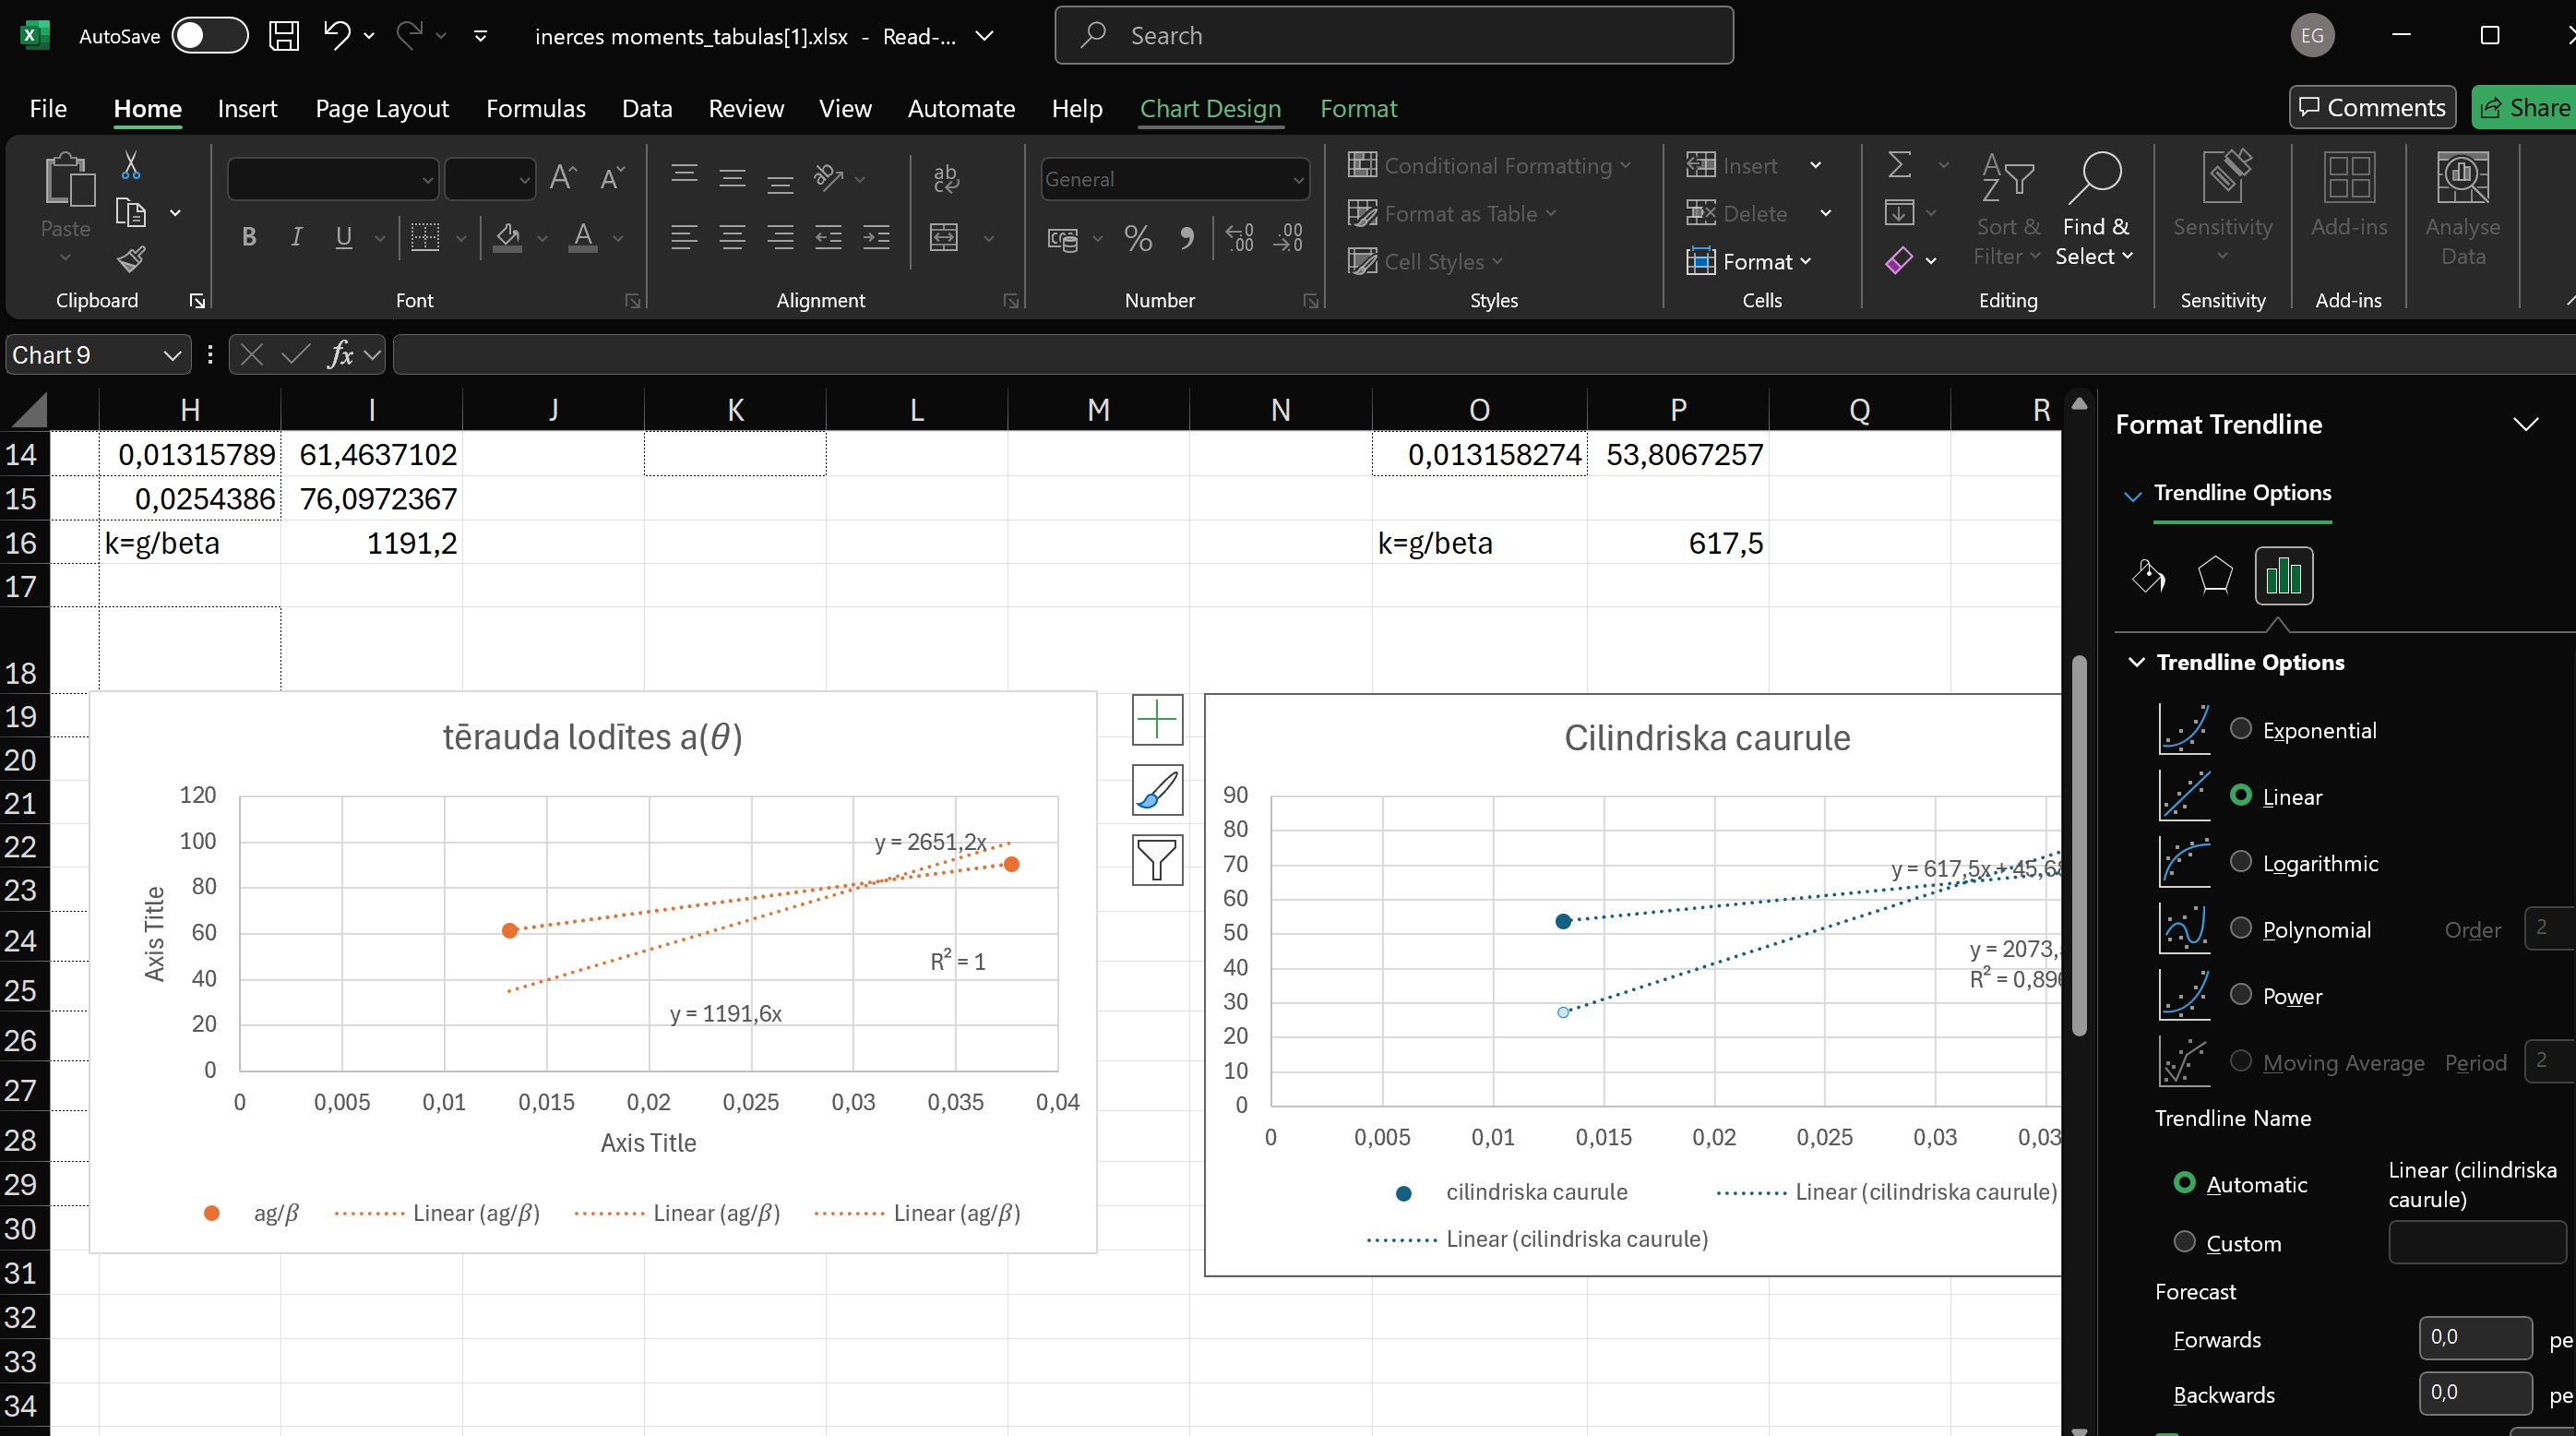 AutoSave inerces moments_tabulas[1].xlsx - Read-... Search EG
File Home Insert Page Layout Formulas Data Review View Automate Help Chart Design Format Comments Share
Paste
Clipboard
B I U A A A
Font
ab
c
Alignment
General
% , ←.0 .00 .00 →0
Number
Conditional Formatting
Format as Table
Cell Styles
Styles
Insert
Delete
Format
Cells
Sort & Filter
Find & Select
Editing
Sensitivity
Sensitivity
Add-ins
Add-ins
Analyse Data
Chart 9 fx
H I J K L M N O P Q R
14 0,01315789 61,4637102 0,013158274 53,8067257
15 0,0254386 76,0972367
16 k=g/beta 1191,2 k=g/beta 617,5
17
18
19
20
21
22
23
24
25
26
27
28
29
30
31
32
33
34
tērauda lodītes a(θ)
120
100
80
60
40
20
0
Axis Title
y = 2651,2x
R² = 1
y = 1191,6x
0 0,005 0,01 0,015 0,02 0,025 0,03 0,035 0,04
Axis Title
ag/β Linear (ag/β) Linear (ag/β) Linear (ag/β)
Cilindriska caurule
90
80
70
60
50
40
30
20
10
0
y = 617,5x + 45,68
y = 2073,
R² = 0,896
0 0,005 0,01 0,015 0,02 0,025 0,03 0,03
cilindriska caurule Linear (cilindriska caurule)
Linear (cilindriska caurule)
Format Trendline
Trendline Options
Trendline Options
Exponential
Linear
Logarithmic
Polynomial Order 2
Power
Moving Average Period 2
Trendline Name
Automatic Linear (cilindriska
caurule)
Custom
Forecast
Forwards 0,0 pe
Backwards 0,0 pe